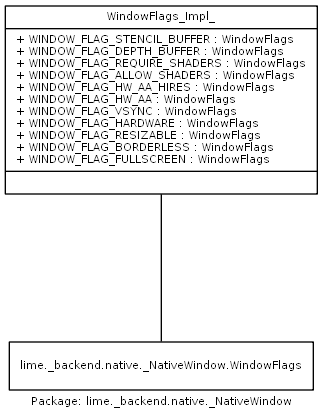 WindowFlags_Impl_
+ WINDOW_FLAG_STENCIL_BUFFER : WindowFlags
+ WINDOW_FLAG_DEPTH_BUFFER : WindowFlags
+ WINDOW_FLAG_REQUIRE_SHADERS : WindowFlags
+ WINDOW_FLAG_ALLOW_SHADERS : WindowFlags
+ WINDOW_FLAG_HW_AA_HIRES : WindowFlags
+ WINDOW_FLAG_HW_AA : WindowFlags
+ WINDOW_FLAG_VSYNC : WindowFlags
+ WINDOW_FLAG_HARDWARE : WindowFlags
+ WINDOW_FLAG_RESIZABLE : WindowFlags
+ WINDOW_FLAG_BORDERLESS : WindowFlags
+ WINDOW_FLAG_FULLSCREEN : WindowFlags
lime._backend.native._NativeWindow.WindowFlags
Package: lime._backend.native._NativeWindow